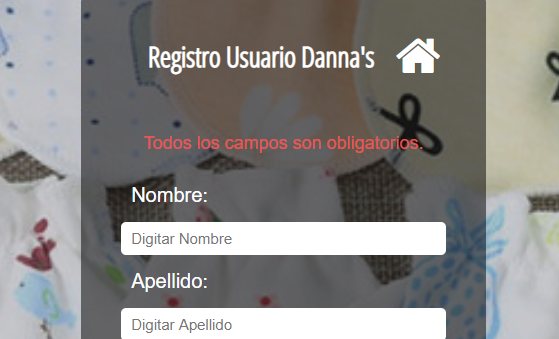 Registro Usuario Danna's
Todos los campos son obligatorios.
Nombre:
Digitar Nombre
Apellido:
Digitar Apellido